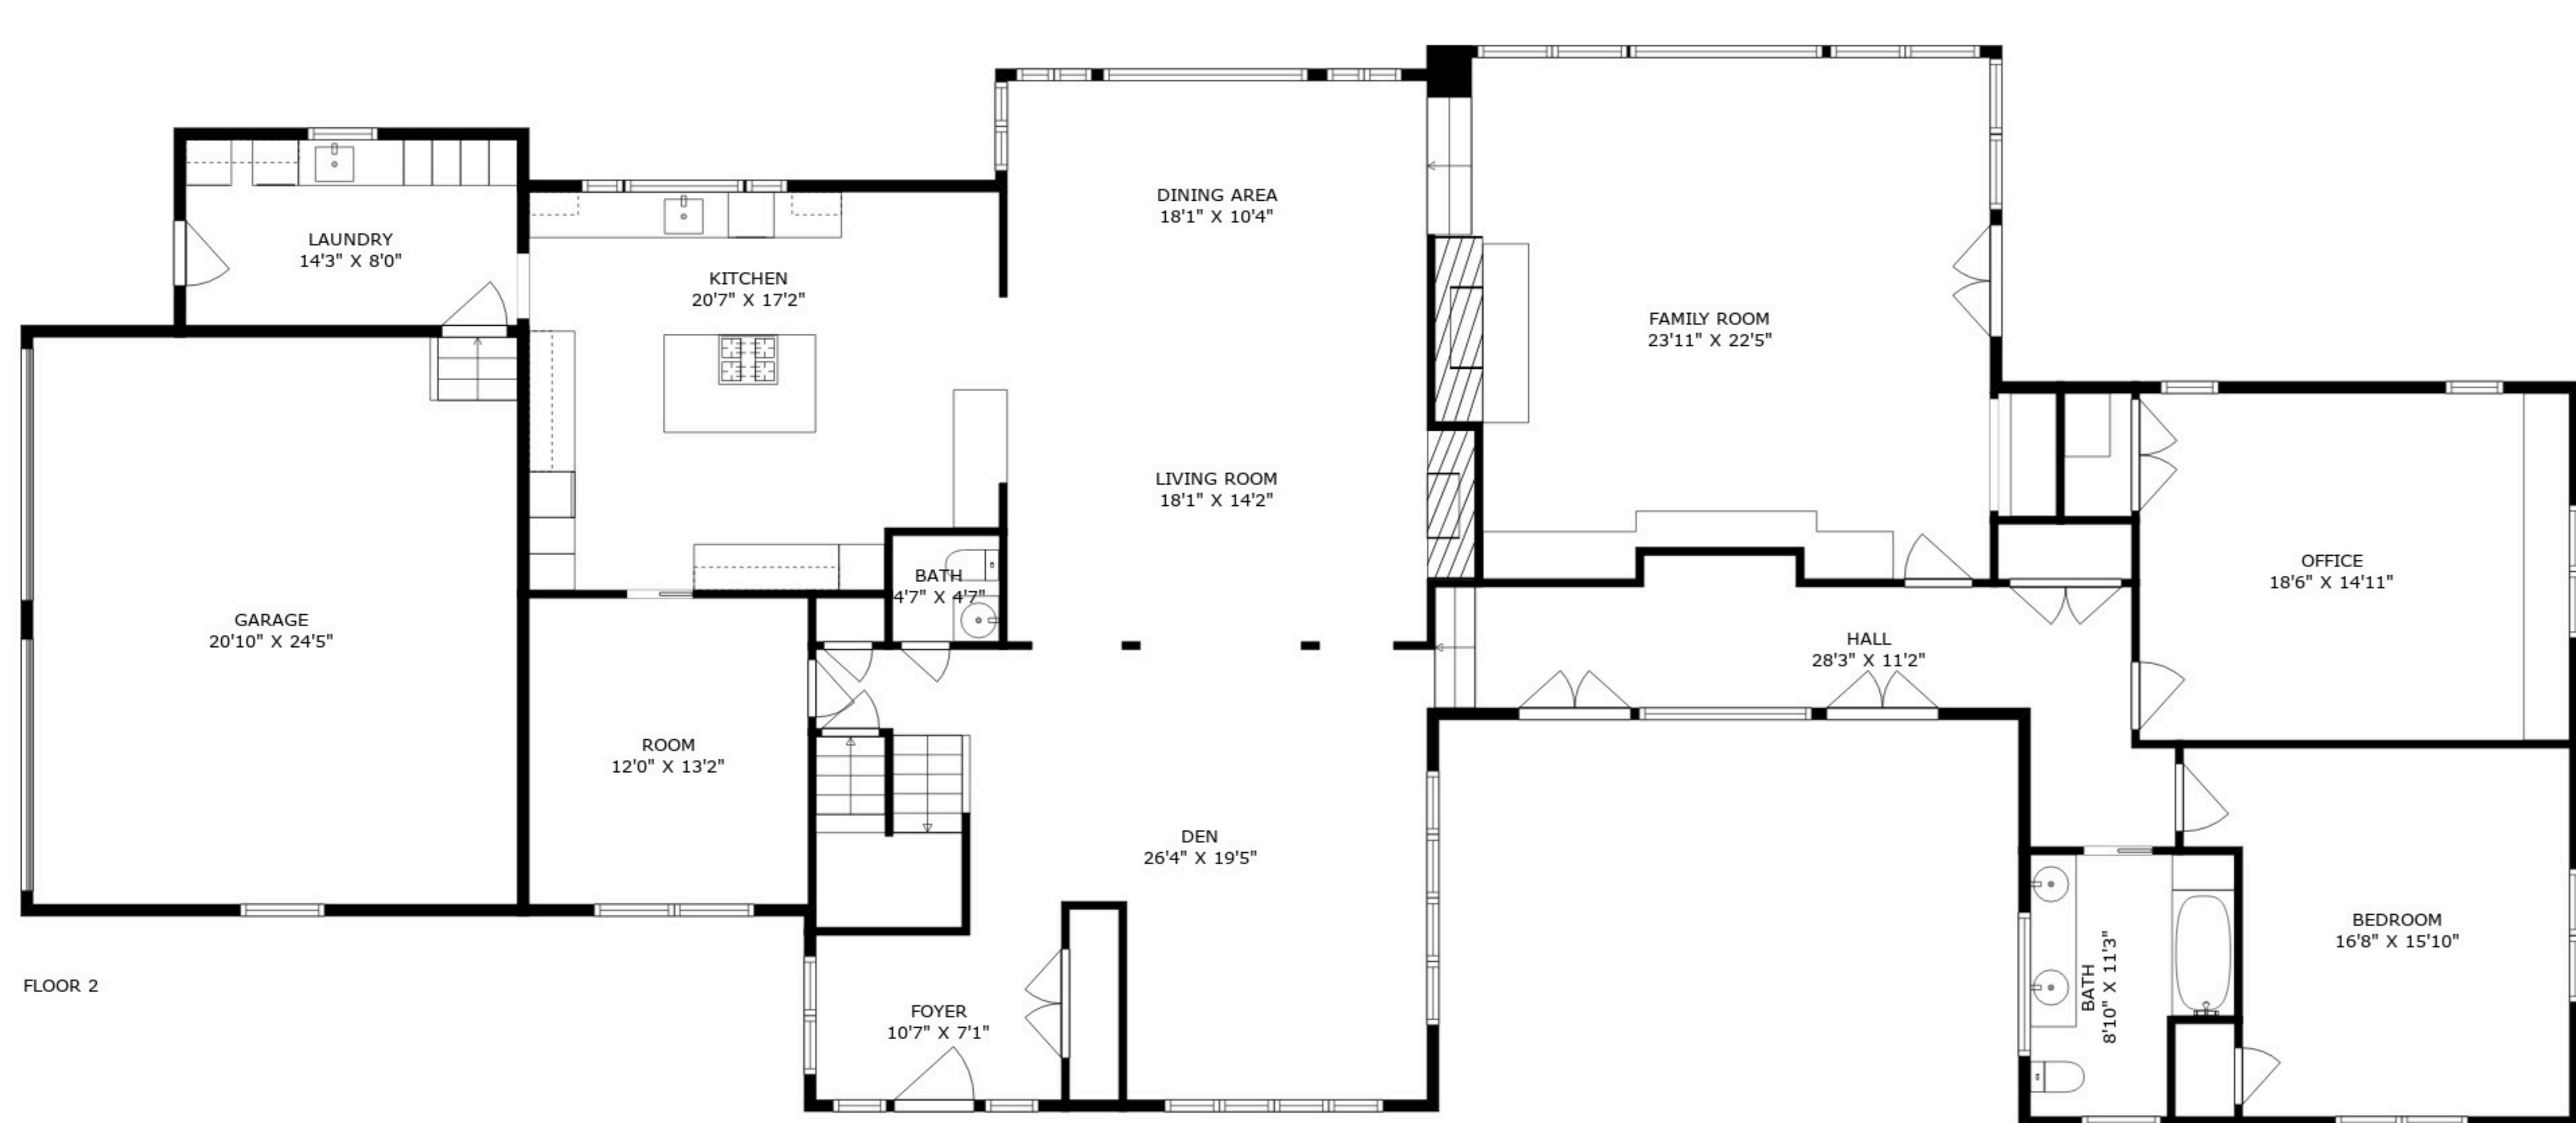 DINING AREA
18'1" X 10'4"
LAUNDRY
14'3" X 8'0"
KITCHEN
20'7" X 17'2"
FAMILY ROOM
23'11" X 22'5"
LIVING ROOM
18'1" X 14'2"
OFFICE
18'6" X 14'11"
BATH
4'7" X 4'7"
GARAGE
20'10" X 24'5"
HALL
28'3" X 11'2"
ROOM
12'0" X 13'2"
DEN
26'4" X 19'5"
BEDROOM
16'8" X 15'10"
BATH
8'10" X 11'3"
FLOOR 2
FOYER
10'7" X 7'1"